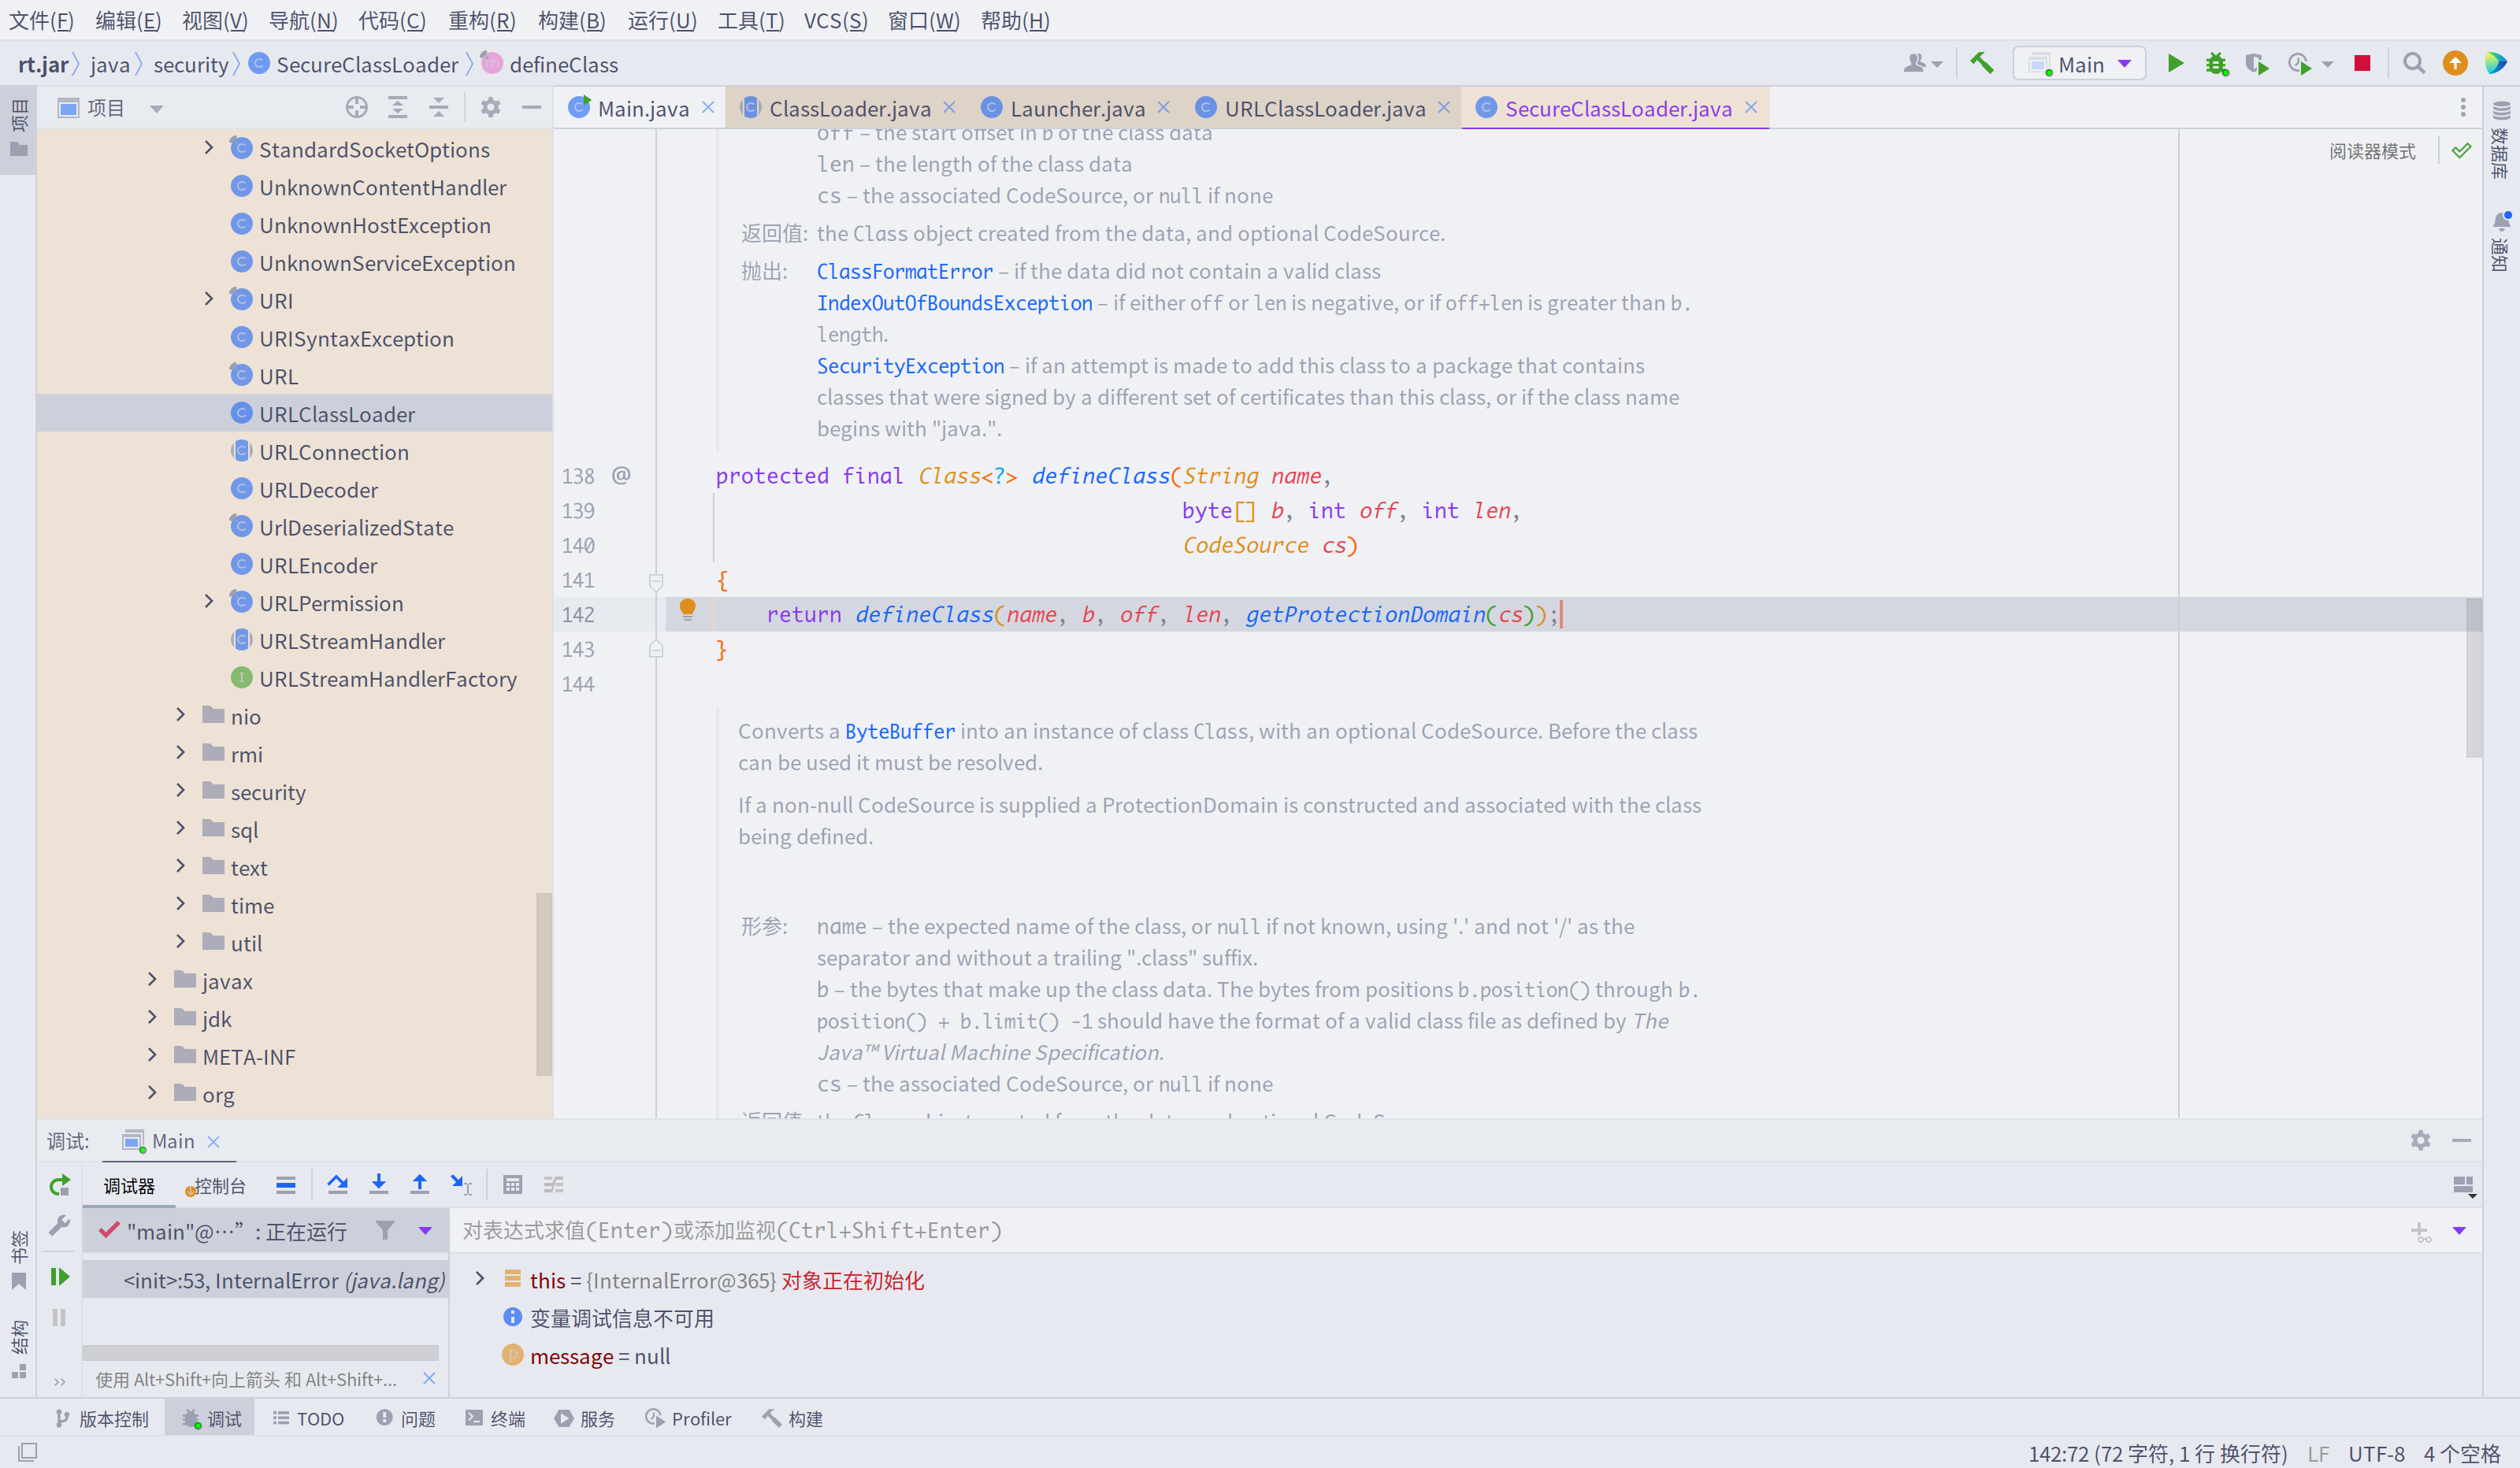 文件(F) 编辑(E) 视图(V) 导航(N) 代码(C) 重构(R) 构建(B) 运行(U) 工具(T) VCS(S) 窗口(W) 帮助(H)
rt.jar java security SecureClassLoader defineClass Main
项目 Main.java ClassLoader.java Launcher.java URLClassLoader.java SecureClassLoader.java
项目
数据库
通知
书签
结构
StandardSocketOptions
UnknownContentHandler
UnknownHostException
UnknownServiceException
URI
URISyntaxException
URL
URLClassLoader
URLConnection
URLDecoder
UrlDeserializedState
URLEncoder
URLPermission
URLStreamHandler
URLStreamHandlerFactory
nio
rmi
security
sql
text
time
util
javax
jdk
META-INF
org
阅读器模式
off – the start offset in b of the class data
len – the length of the class data
cs – the associated CodeSource, or null if none
返回值: the Class object created from the data, and optional CodeSource.
抛出: ClassFormatError – if the data did not contain a valid class
IndexOutOfBoundsException – if either off or len is negative, or if off+len is greater than b.
length.
SecurityException – if an attempt is made to add this class to a package that contains
classes that were signed by a different set of certificates than this class, or if the class name
begins with "java.".
138 @ protected final Class<?> defineClass(String name,
139 byte[] b, int off, int len,
140 CodeSource cs)
141 {
142 return defineClass(name, b, off, len, getProtectionDomain(cs));
143 }
144
Converts a ByteBuffer into an instance of class Class, with an optional CodeSource. Before the class
can be used it must be resolved.
If a non-null CodeSource is supplied a ProtectionDomain is constructed and associated with the class
being defined.
形参: name – the expected name of the class, or null if not known, using '.' and not '/' as the
separator and without a trailing ".class" suffix.
b – the bytes that make up the class data. The bytes from positions b.position() through b.
position() + b.limit() -1 should have the format of a valid class file as defined by The
Java™ Virtual Machine Specification.
cs – the associated CodeSource, or null if none
调试: Main
调试器 控制台
"main"@⋯” : 正在运行 对表达式求值(Enter)或添加监视(Ctrl+Shift+Enter)
<init>:53, InternalError (java.lang) this = {InternalError@365} 对象正在初始化
变量调试信息不可用
message = null
使用 Alt+Shift+向上箭头 和 Alt+Shift+...
版本控制 调试 TODO 问题 终端 服务 Profiler 构建
142:72 (72 字符, 1 行 换行符) LF UTF-8 4 个空格